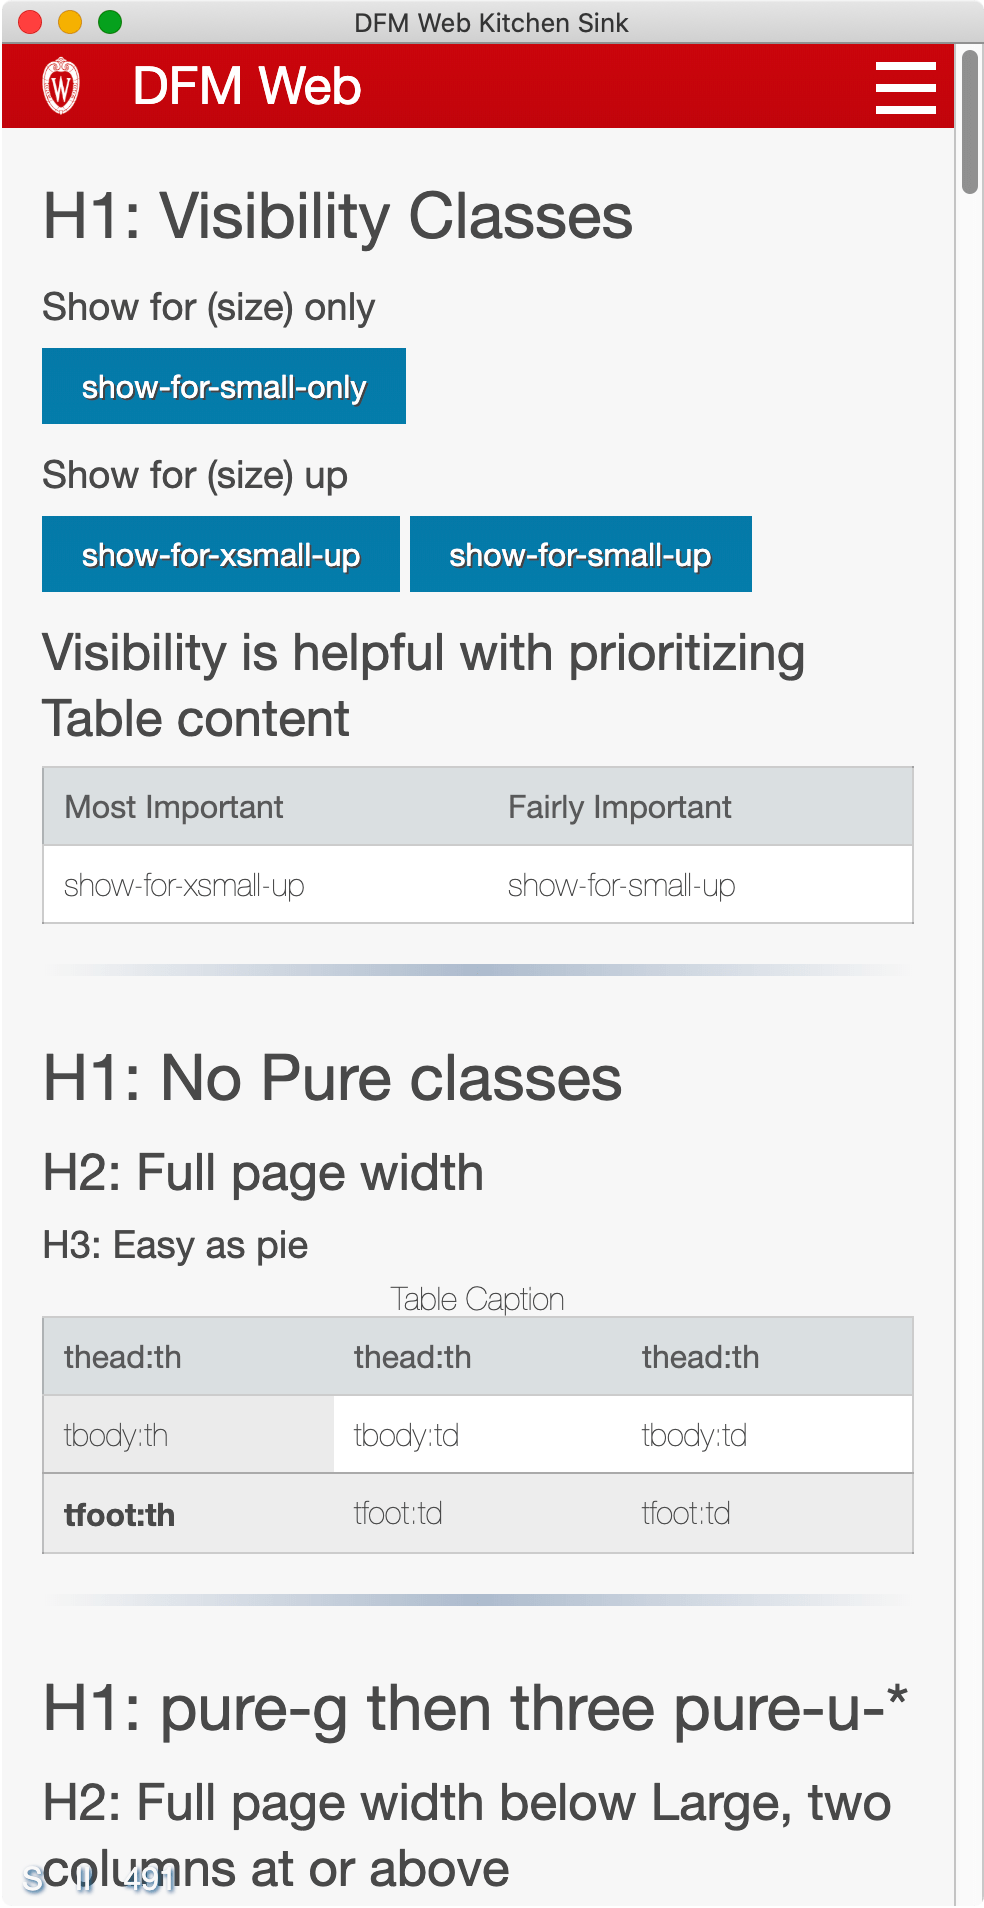 DFM Web Kitchen Sink
W
DFM Web
H1: Visibility Classes
Show for (size) only
show-for-small-only
Show for (size) up
show-for-xsmall-up show-for-small-up
Visibility is helpful with prioritizing
Table content
Most Important Fairly Important
show-for-xsmall-up show-for-small-up
H1: No Pure classes
H2: Full page width
H3: Easy as pie
Table Caption
thead:th thead:th thead:th
tbody:th tbody:td tbody:td
tfoot:th tfoot:td tfoot:td
H1: pure-g then three pure-u-*
H2: Full page width below Large, two
columns at or above
S || 491